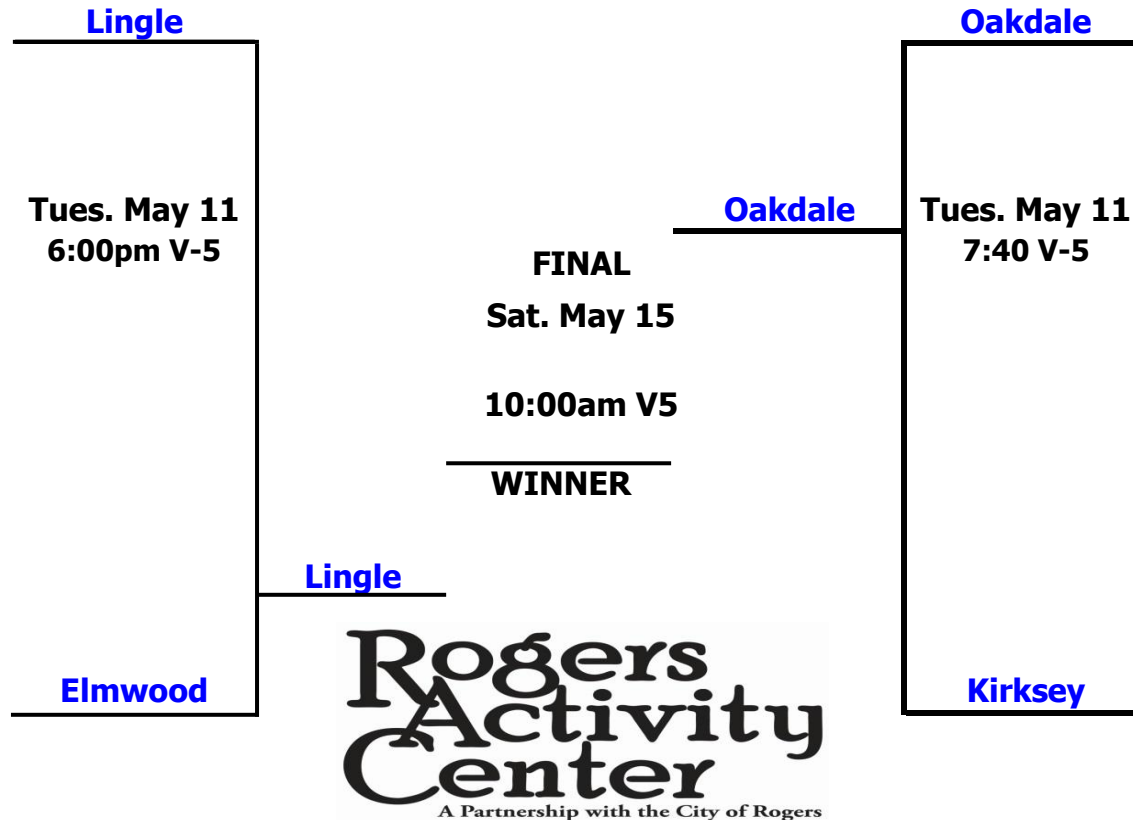 Lingle
Oakdale
Tues. May 11
6:00pm V-5
Oakdale
Tues. May 11
7:40 V-5
FINAL
Sat. May 15
10:00am V5
WINNER
Lingle
Elmwood
Kirksey
Rogers
Activity
Center
A Partnership with the City of Rogers